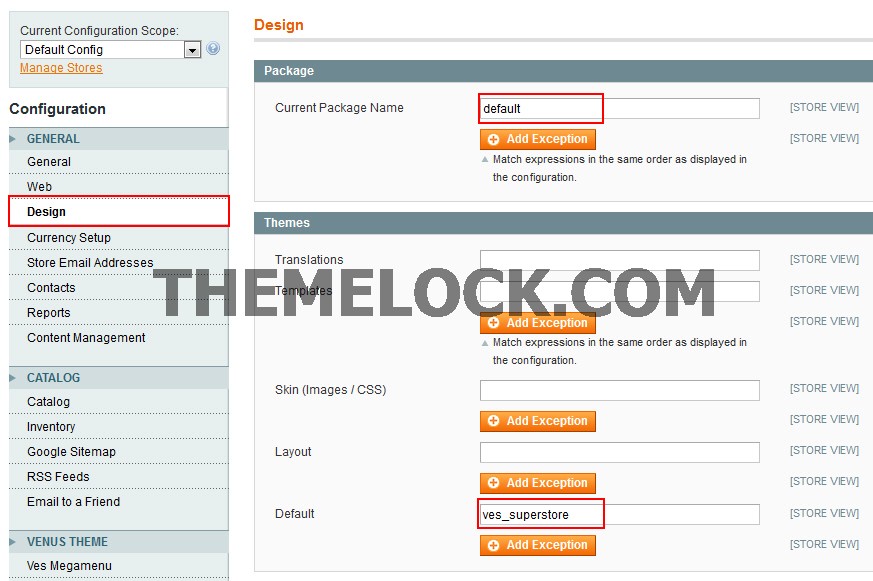 Current Configuration Scope:
Default Config
Manage Stores
Configuration
GENERAL
General
Web
Design
Currency Setup
Store Email Addresses
Contacts
Reports
Content Management
CATALOG
Catalog
Inventory
Google Sitemap
RSS Feeds
Email to a Friend
VENUS THEME
Ves Megamenu
Design
Package
Current Package Name default [STORE VIEW]
Add Exception [STORE VIEW]
Match expressions in the same order as displayed in
the configuration.
Themes
Translations [STORE VIEW]
THEMELOCK.COM
Templates [STORE VIEW]
Add Exception [STORE VIEW]
Match expressions in the same order as displayed in
the configuration.
Skin (Images / CSS) [STORE VIEW]
Add Exception [STORE VIEW]
Layout [STORE VIEW]
Add Exception [STORE VIEW]
Default ves_superstore [STORE VIEW]
Add Exception [STORE VIEW]